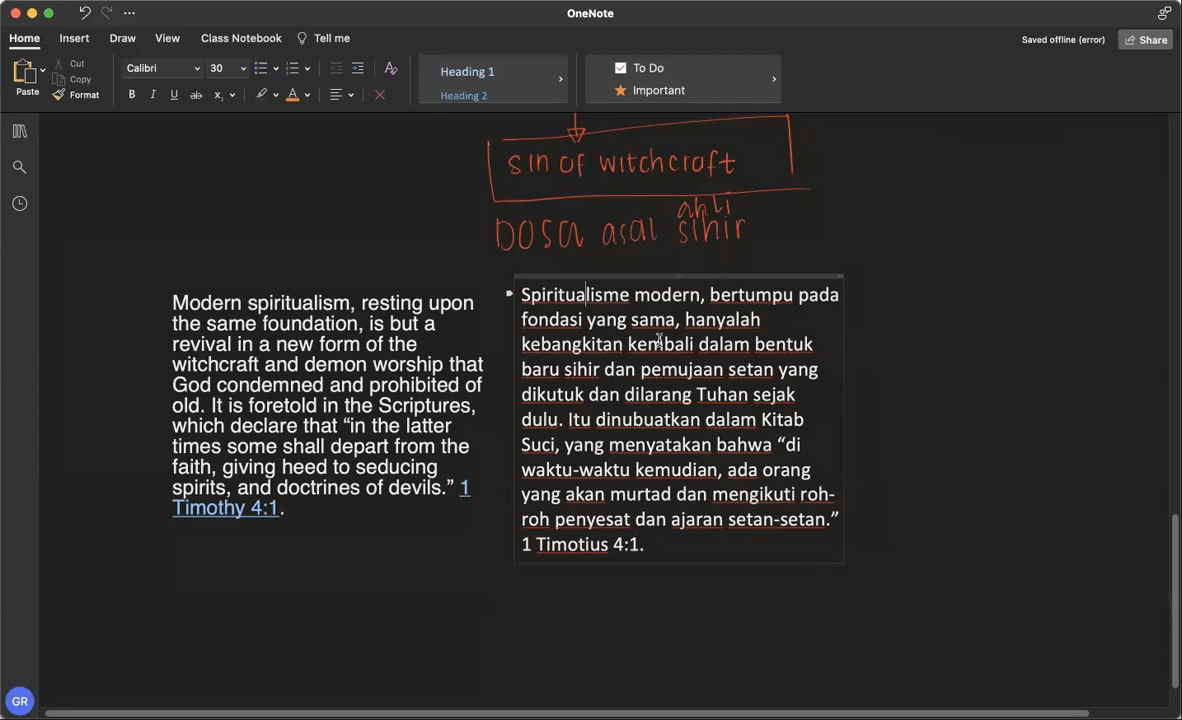 OneNote
Home Insert Draw View Class Notebook Tell me
Saved offline (error) Share
Paste
Cut
Copy
Format
Calibri 30
Heading 1
Heading 2
To Do
Important
sin of witchcraft
ahli
Dosa asal sihir
Modern spiritualism, resting upon
the same foundation, is but a
revival in a new form of the
witchcraft and demon worship that
God condemned and prohibited of
old. It is foretold in the Scriptures,
which declare that “in the latter
times some shall depart from the
faith, giving heed to seducing
spirits, and doctrines of devils.” 1
Timothy 4:1.
Spiritualisme modern, bertumpu pada
fondasi yang sama, hanyalah
kebangkitan kembali dalam bentuk
baru sihir dan pemujaan setan yang
dikutuk dan dilarang Tuhan sejak
dulu. Itu dinubuatkan dalam Kitab
Suci, yang menyatakan bahwa “di
waktu-waktu kemudian, ada orang
yang akan murtad dan mengikuti roh-
roh penyesat dan ajaran setan-setan.”
1 Timotius 4:1.
GR